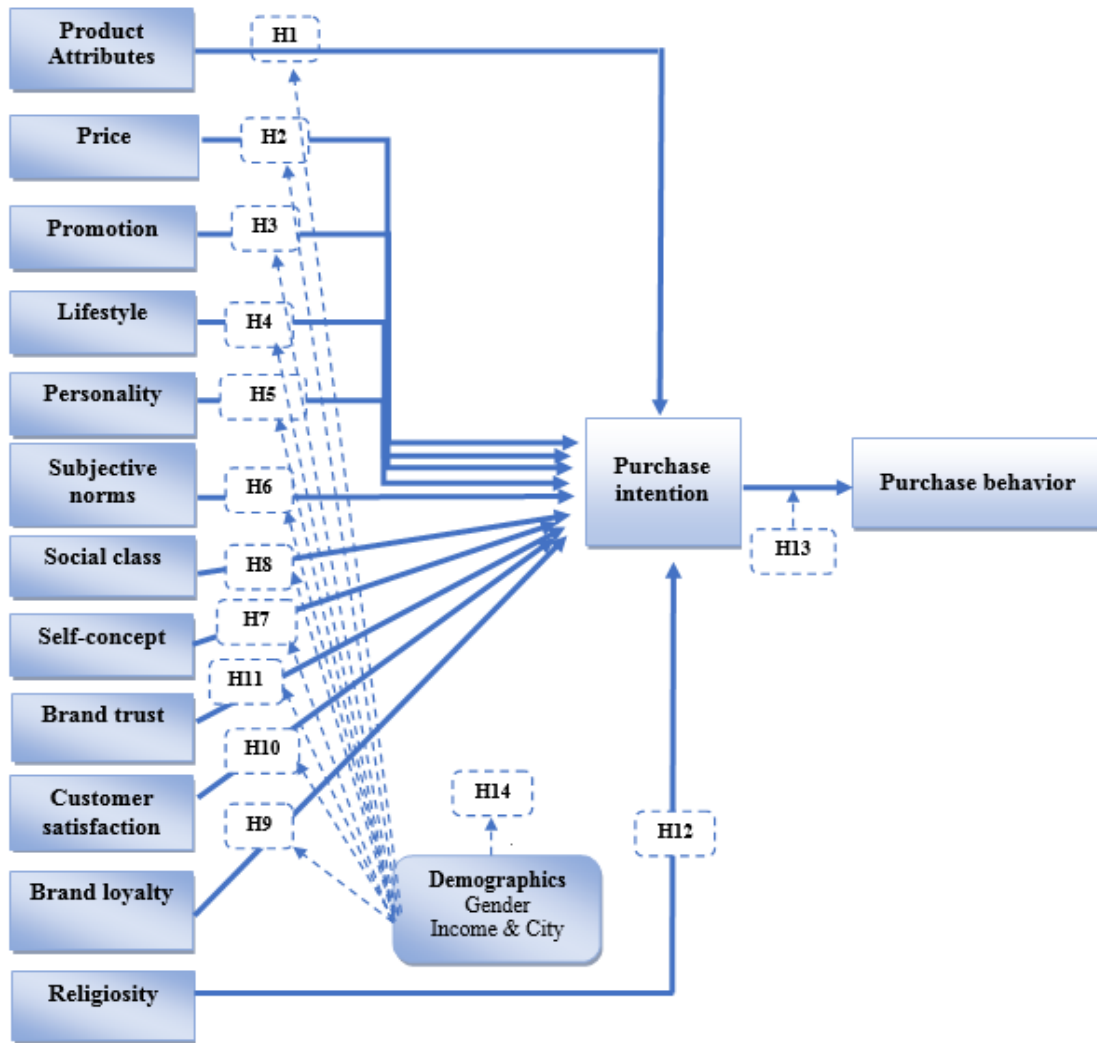 Product
Attributes
H1
Price
H2
Promotion
H3
Lifestyle
H4
Personality
H5
Subjective
norms
H6
Social class
H8
Self-concept
H7
Brand trust
H11
Customer
satisfaction
H10
Brand loyalty
H9
Religiosity
H12
Demographics
Gender
Income & City
H14
Purchase
intention
H13
Purchase behavior